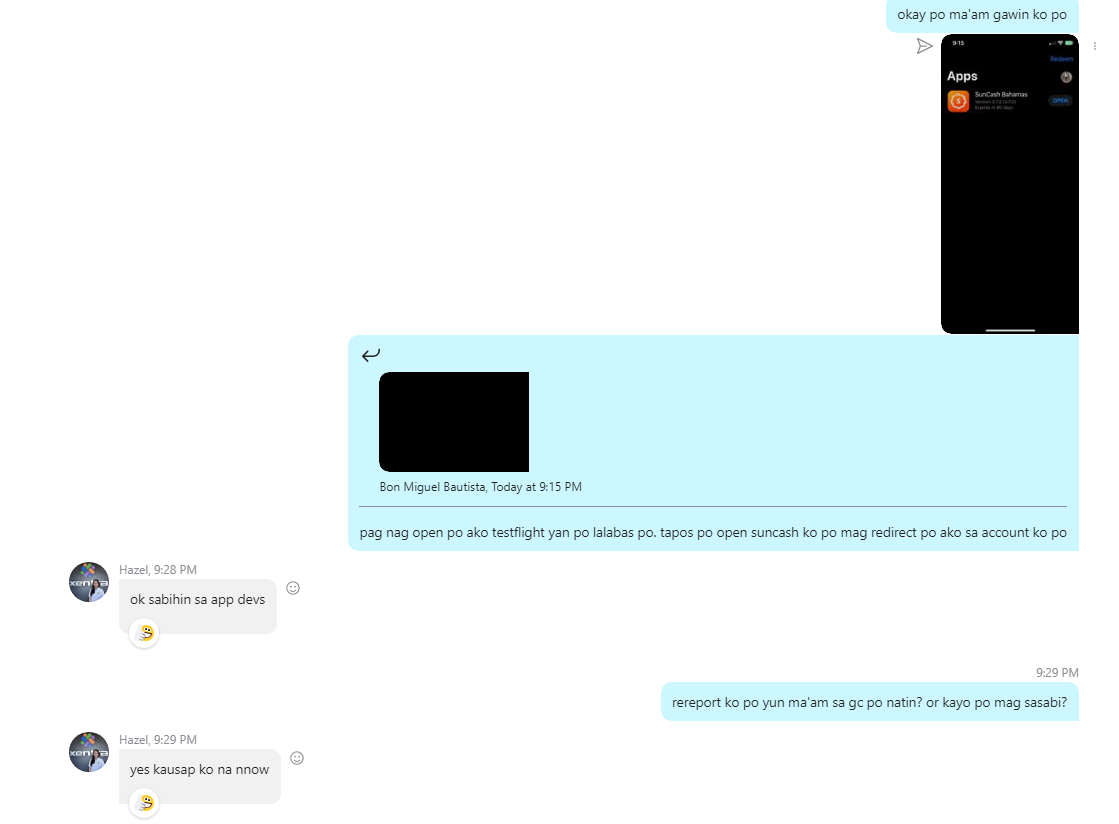 okay po ma'am gawin ko po
9:15
Redeem
Apps
SunCash Bahamas
OPEN
Expires in 90 days
Bon Miguel Bautista, Today at 9:15 PM
pag nag open po ako testflight yan po lalabas po. tapos po open suncash ko po mag redirect po ako sa account ko po
Hazel, 9:28 PM
ok sabihin sa app devs
9:29 PM
rereport ko po yun ma'am sa gc po natin? or kayo po mag sasabi?
Hazel, 9:29 PM
yes kausap ko na nnow